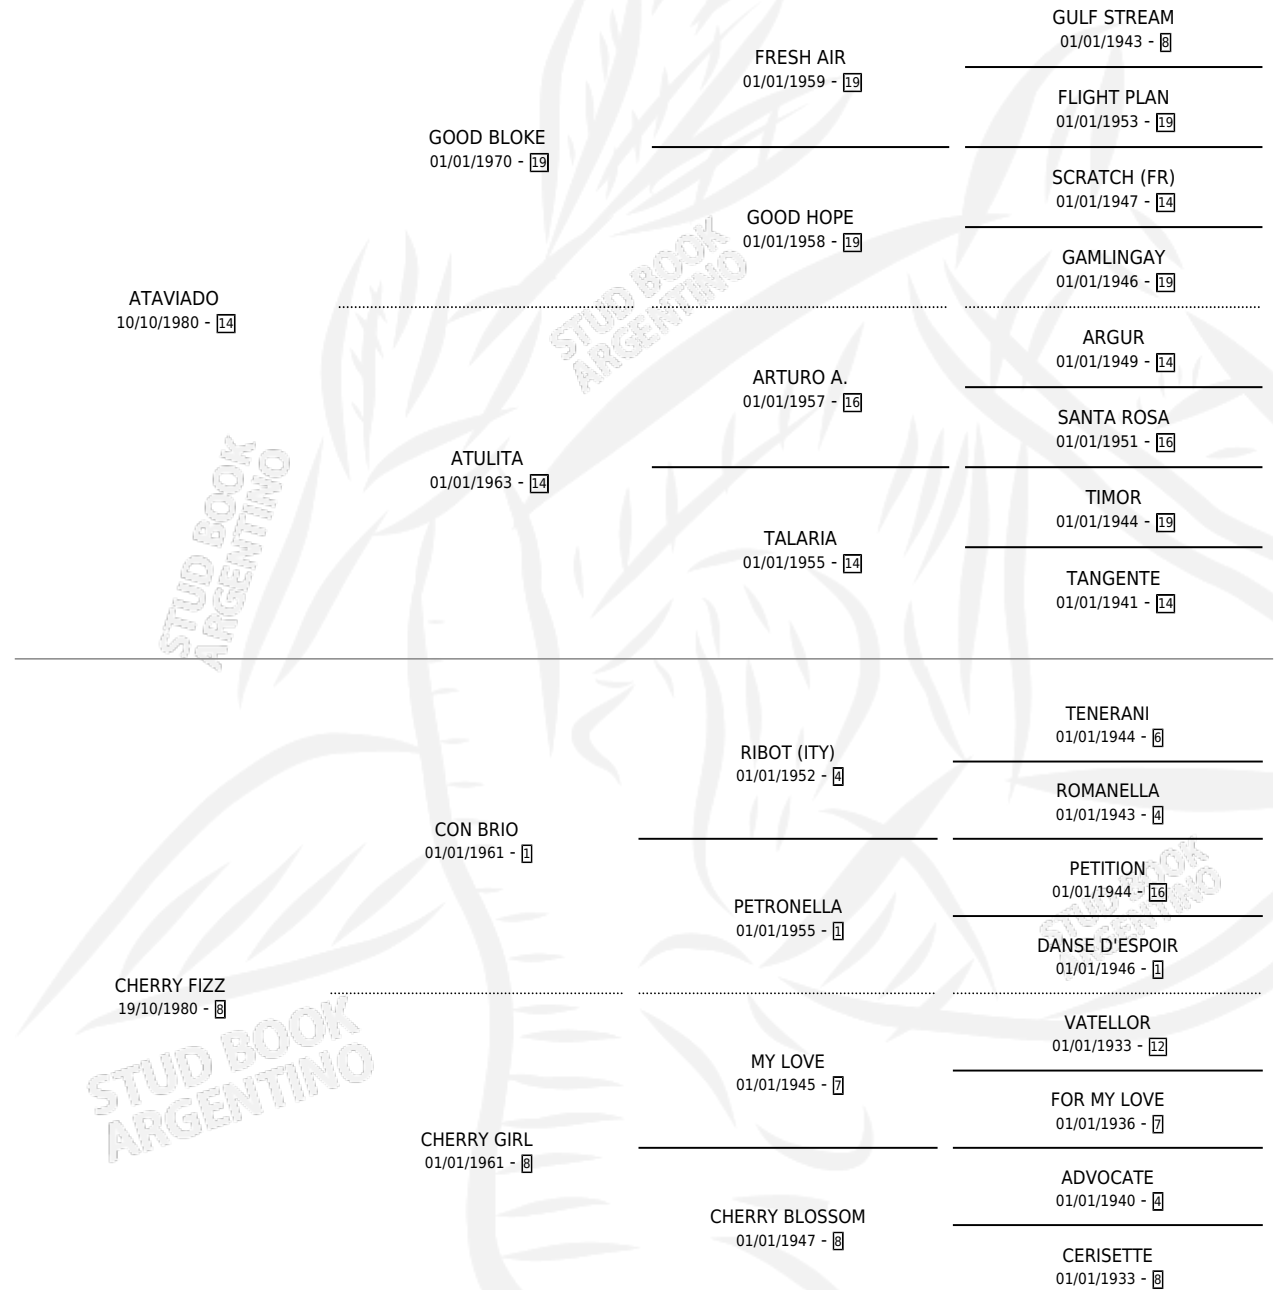 GULF STREAM
01/01/1943 - 8
FRESH AIR
01/01/1959 - 19
FLIGHT PLAN
01/01/1953 - 19
GOOD BLOKE
01/01/1970 - 19
SCRATCH (FR)
01/01/1947 - 14
GOOD HOPE
01/01/1958 - 19
GAMLINGAY
01/01/1946 - 19
ATAVIADO
10/10/1980 - 14
STUD BOOK
ARGENTINO
ARGUR
01/01/1949 - 14
ARTURO A.
01/01/1957 - 16
SANTA ROSA
01/01/1951 - 16
ATULITA
01/01/1963 - 14
TIMOR
01/01/1944 - 19
TALARIA
01/01/1955 - 14
TANGENTE
01/01/1941 - 14
STUD BOOK
ARGENTINO
TENERANI
01/01/1944 - 6
RIBOT (ITY)
01/01/1952 - 4
ROMANELLA
01/01/1943 - 4
CON BRIO
01/01/1961 - 1
PETITION
01/01/1944 - 16
PETRONELLA
01/01/1955 - 1
STUD BOOK
ARGENTINO
DANSE D'ESPOIR
01/01/1946 - 1
CHERRY FIZZ
19/10/1980 - 8
VATELLOR
01/01/1933 - 12
MY LOVE
01/01/1945 - 7
STUD BOOK
ARGENTINO
FOR MY LOVE
01/01/1936 - 7
CHERRY GIRL
01/01/1961 - 8
ADVOCATE
01/01/1940 - 4
CHERRY BLOSSOM
01/01/1947 - 8
CERISETTE
01/01/1933 - 8